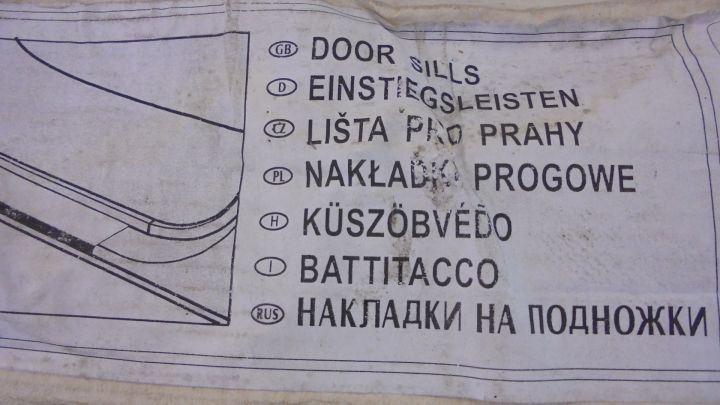 GB DOOR SILLS
D EINSTIEGSLEISTEN
CZ LIŠTA PRO PRAHY
PL NAKŁADKI PROGOWE
H KÜSZÖBVÉDŐ
I BATTITACCO
RUS НАКЛАДКИ НА ПОДНОЖКИ